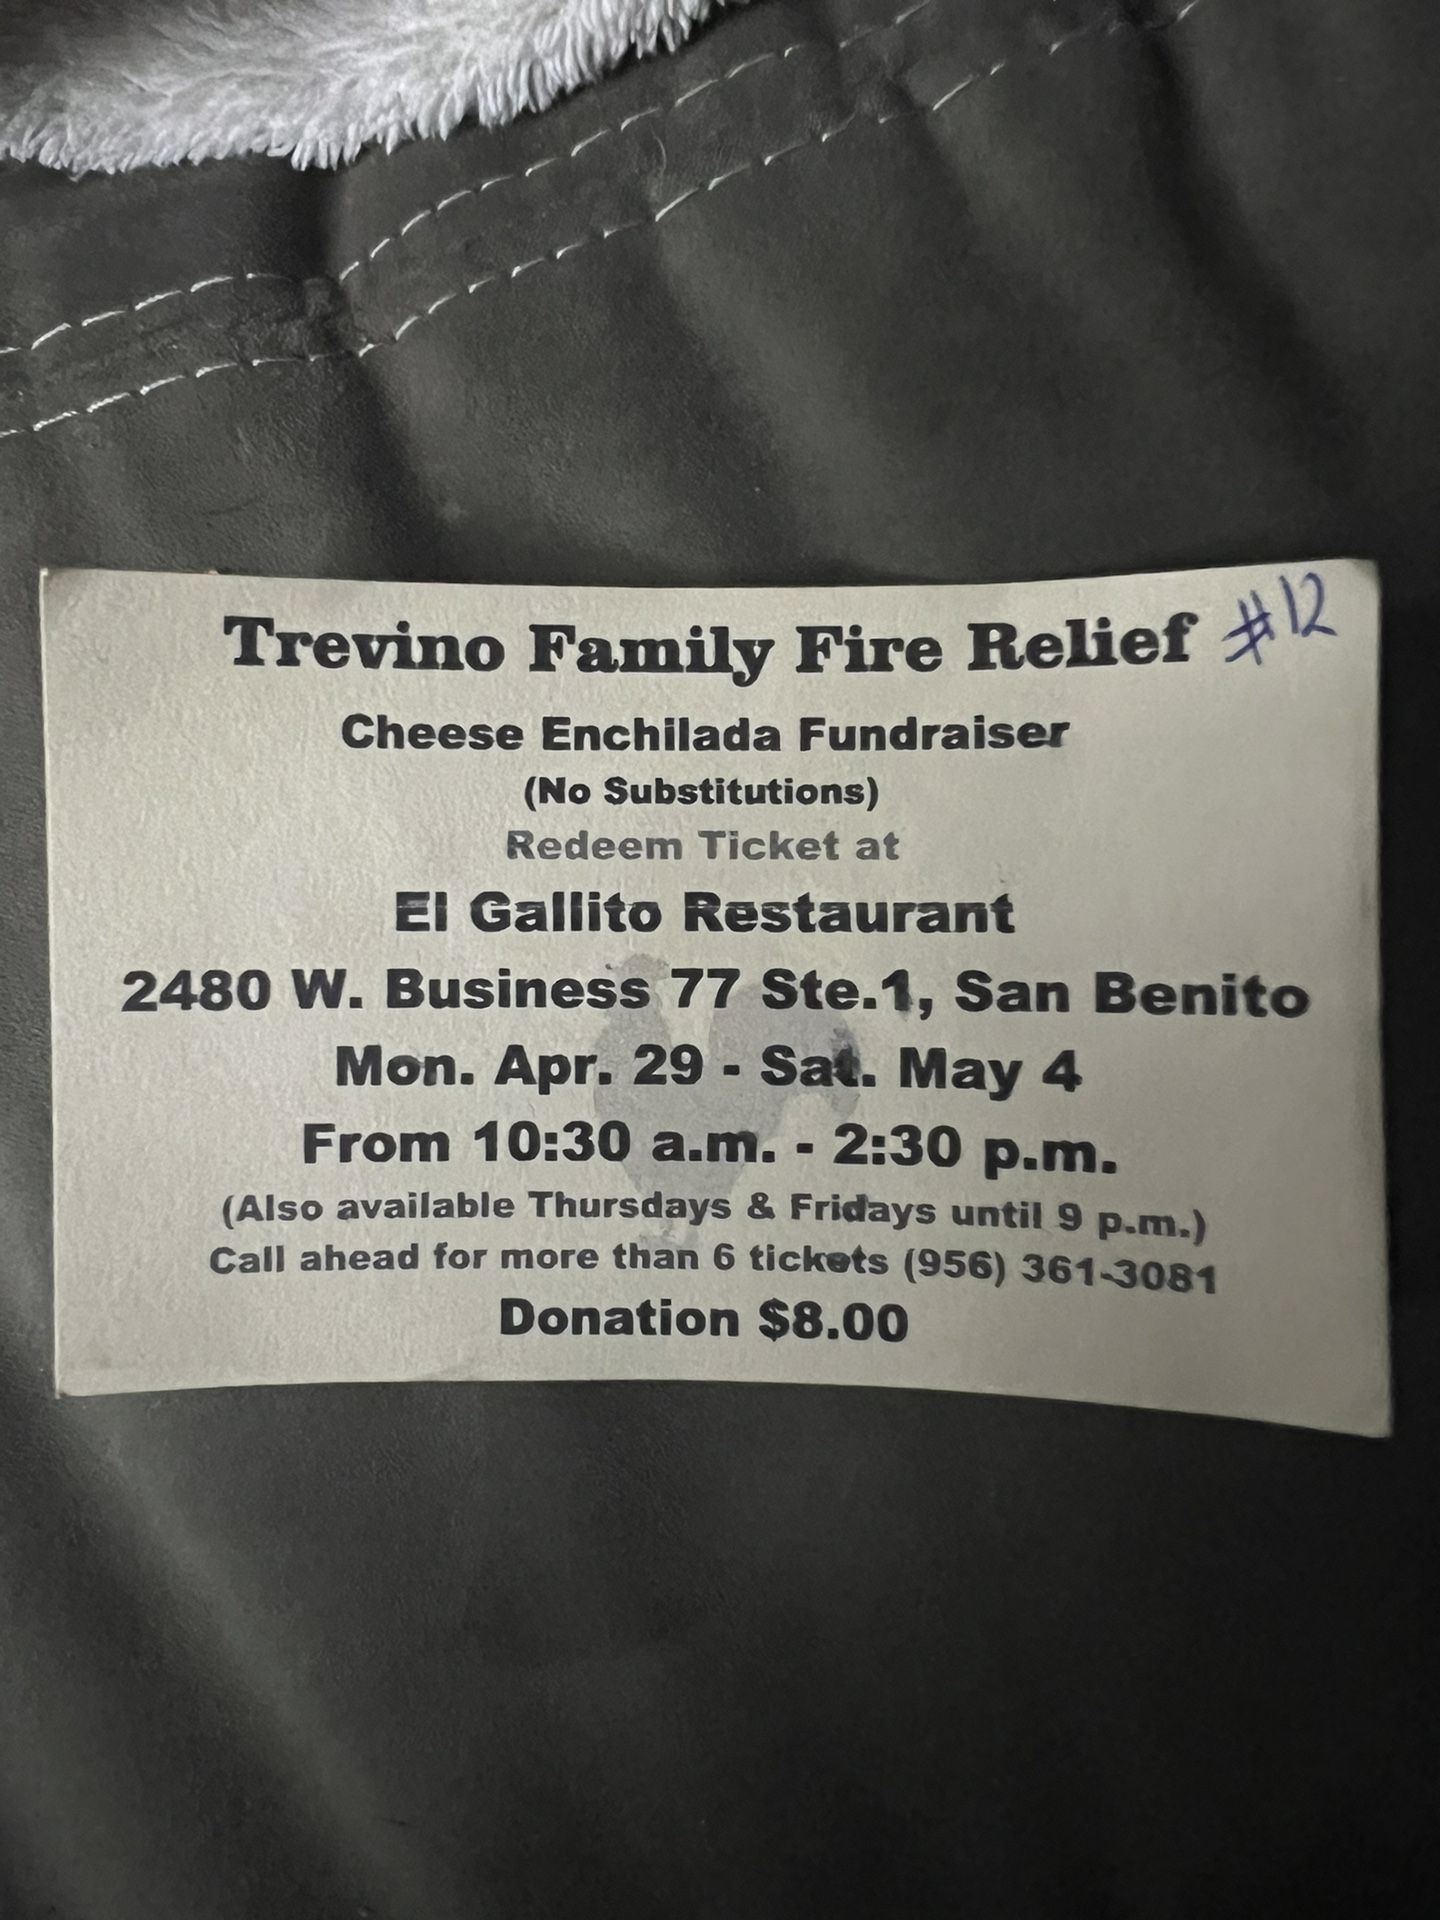 Trevino Family Fire Relief #12
Cheese Enchilada Fundraiser
(No Substitutions)
Redeem Ticket at
El Gallito Restaurant
2480 W. Business 77 Ste.1, San Benito
Mon. Apr. 29 - Sat. May 4
From 10:30 a.m. - 2:30 p.m.
(Also available Thursdays & Fridays until 9 p.m.)
Call ahead for more than 6 tickets (956) 361-3081
Donation $8.00